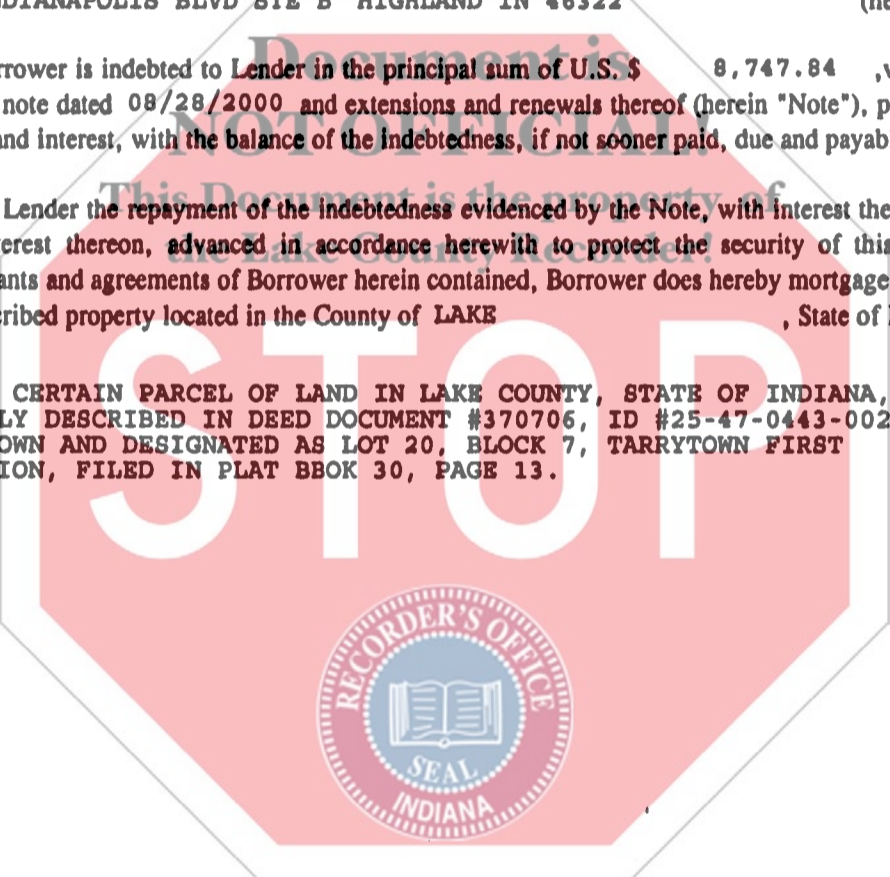 DIANAPOLIS BLVD STE B HIGHLAND IN 46322 (he
Document is
rrower is indebted to Lender in the principal sum of U.S. $ 8,747.84 ,v
note dated 08/28/2000 and extensions and renewals thereof (herein "Note"), p
NOT OFFICIAL!
and interest, with the balance of the indebtedness, if not sooner paid, due and payab
This Document is the property of
Lender the repayment of the indebtedness evidenced by the Note, with interest the
the Lake County Recorder!
erest thereon, advanced in accordance herewith to protect the security of this
ants and agreements of Borrower herein contained, Borrower does hereby mortgage
cribed property located in the County of LAKE , State of I
STOP
CERTAIN PARCEL OF LAND IN LAKE COUNTY, STATE OF INDIANA,
LY DESCRIBED IN DEED DOCUMENT #370706, ID #25-47-0443-002
OWN AND DESIGNATED AS LOT 20, BLOCK 7, TARRYTOWN FIRST
ION, FILED IN PLAT BBOK 30, PAGE 13.
RECORDER'S OFFICE
SEAL
INDIANA